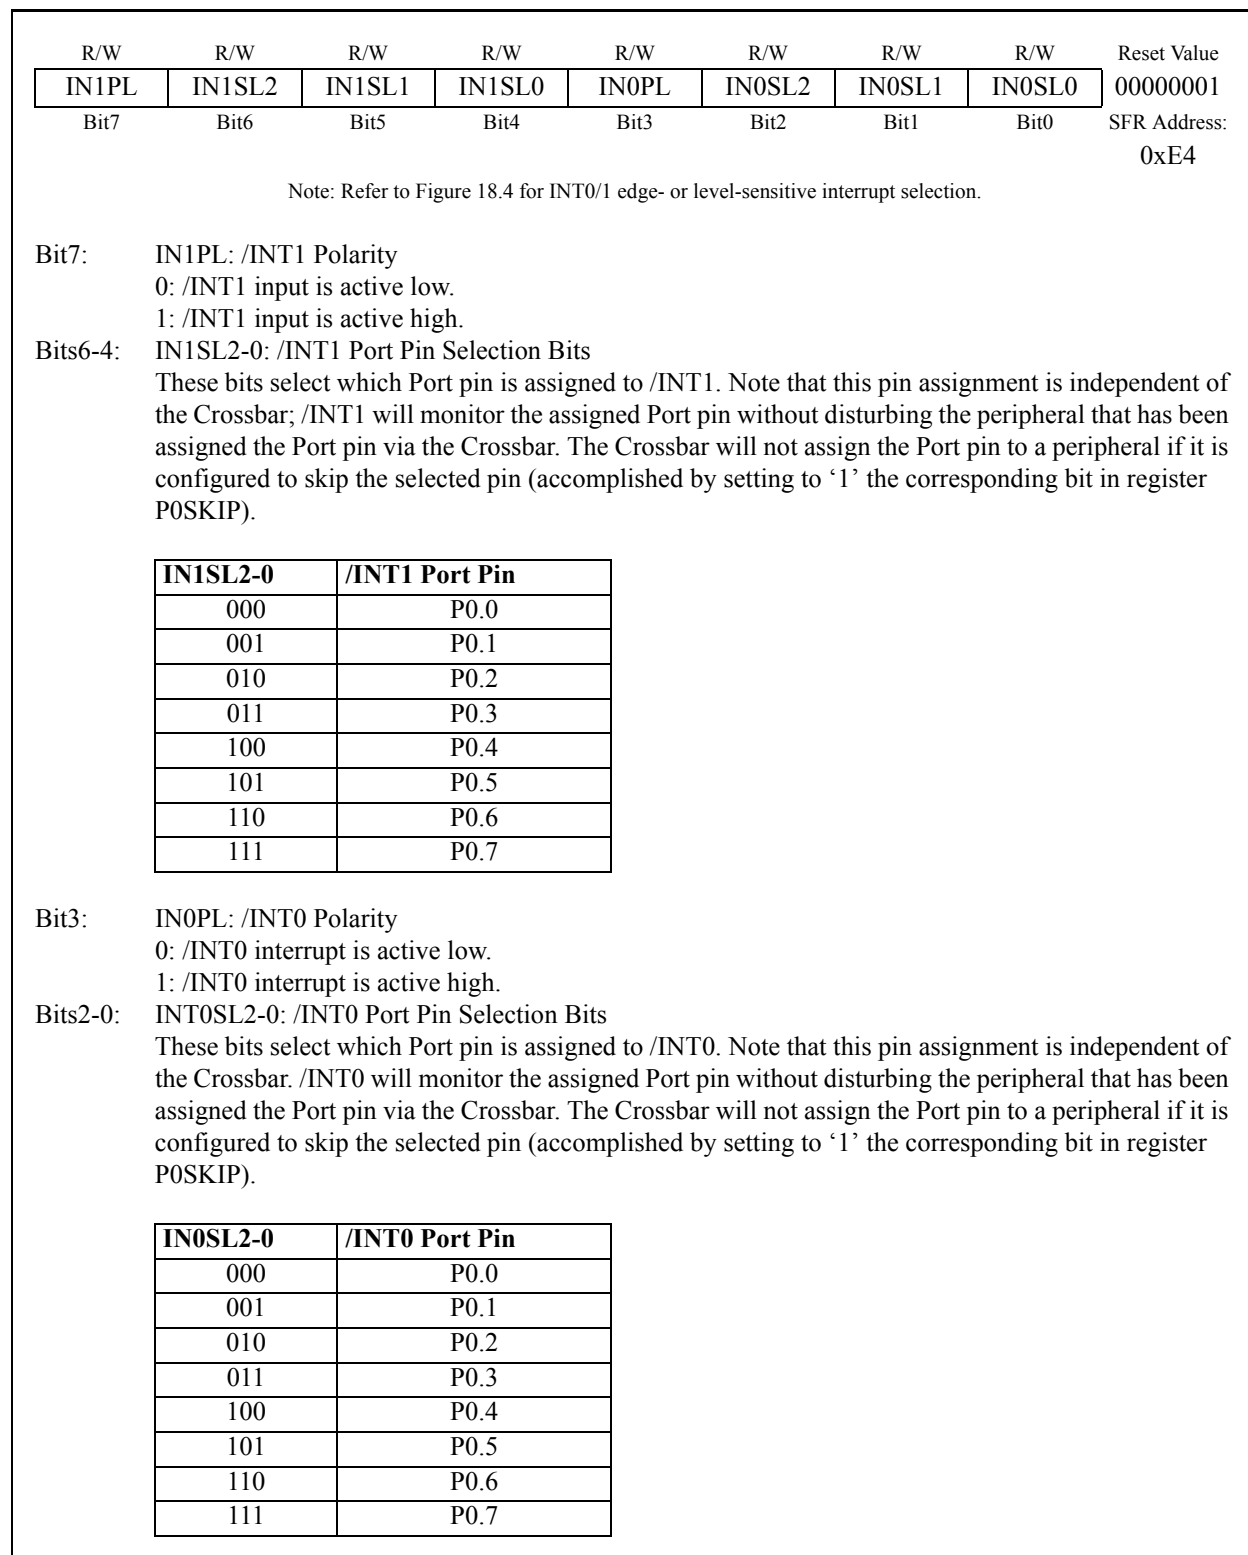 R/W R/W R/W R/W R/W R/W R/W R/W Reset Value
IN1PL IN1SL2 IN1SL1 IN1SL0 IN0PL IN0SL2 IN0SL1 IN0SL0 00000001
Bit7 Bit6 Bit5 Bit4 Bit3 Bit2 Bit1 Bit0 SFR Address:
0xE4
Note: Refer to Figure 18.4 for INT0/1 edge- or level-sensitive interrupt selection.
Bit7: IN1PL: /INT1 Polarity
0: /INT1 input is active low.
1: /INT1 input is active high.
Bits6-4: IN1SL2-0: /INT1 Port Pin Selection Bits
These bits select which Port pin is assigned to /INT1. Note that this pin assignment is independent of
the Crossbar; /INT1 will monitor the assigned Port pin without disturbing the peripheral that has been
assigned the Port pin via the Crossbar. The Crossbar will not assign the Port pin to a peripheral if it is
configured to skip the selected pin (accomplished by setting to ‘1’ the corresponding bit in register
P0SKIP).
IN1SL2-0 /INT1 Port Pin
000 P0.0
001 P0.1
010 P0.2
011 P0.3
100 P0.4
101 P0.5
110 P0.6
111 P0.7
Bit3: IN0PL: /INT0 Polarity
0: /INT0 interrupt is active low.
1: /INT0 interrupt is active high.
Bits2-0: INT0SL2-0: /INT0 Port Pin Selection Bits
These bits select which Port pin is assigned to /INT0. Note that this pin assignment is independent of
the Crossbar. /INT0 will monitor the assigned Port pin without disturbing the peripheral that has been
assigned the Port pin via the Crossbar. The Crossbar will not assign the Port pin to a peripheral if it is
configured to skip the selected pin (accomplished by setting to ‘1’ the corresponding bit in register
P0SKIP).
IN0SL2-0 /INT0 Port Pin
000 P0.0
001 P0.1
010 P0.2
011 P0.3
100 P0.4
101 P0.5
110 P0.6
111 P0.7